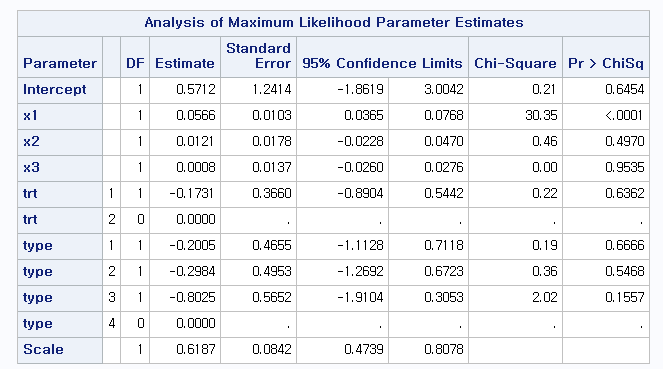 Analysis of Maximum Likelihood Parameter Estimates
Parameter DF Estimate Standard Error 95% Confidence Limits Chi-Square Pr > ChiSq
Intercept 1 0.5712 1.2414 -1.8619 3.0042 0.21 0.6454
x1 1 0.0566 0.0103 0.0365 0.0768 30.35 <.0001
x2 1 0.0121 0.0178 -0.0228 0.0470 0.46 0.4970
x3 1 0.0008 0.0137 -0.0260 0.0276 0.00 0.9535
trt 1 1 -0.1731 0.3660 -0.8904 0.5442 0.22 0.6362
trt 2 0 0.0000 . . . . .
type 1 1 -0.2005 0.4655 -1.1128 0.7118 0.19 0.6666
type 2 1 -0.2984 0.4953 -1.2692 0.6723 0.36 0.5468
type 3 1 -0.8025 0.5652 -1.9104 0.3053 2.02 0.1557
type 4 0 0.0000 . . . . .
Scale 1 0.6187 0.0842 0.4739 0.8078